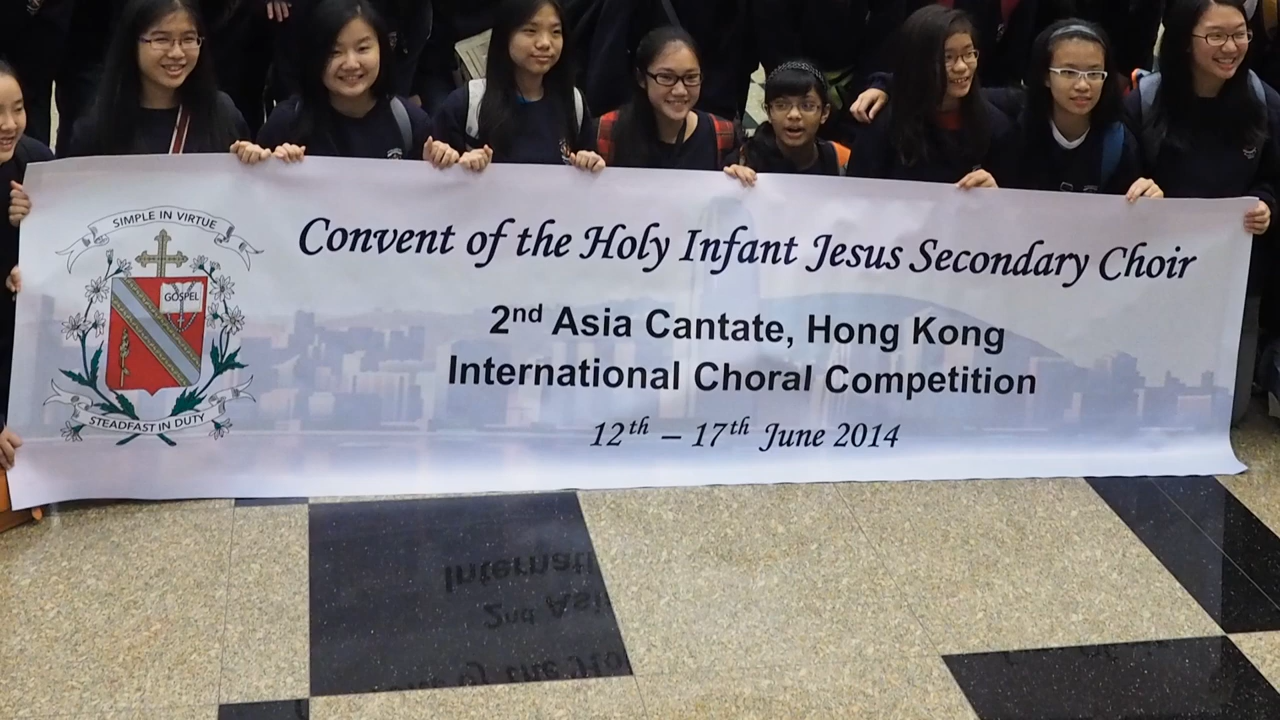 SIMPLE IN VIRTUE
GOSPEL
STEADFAST IN DUTY
Convent of the Holy Infant Jesus Secondary Choir
2nd Asia Cantate, Hong Kong
International Choral Competition
12th – 17th June 2014